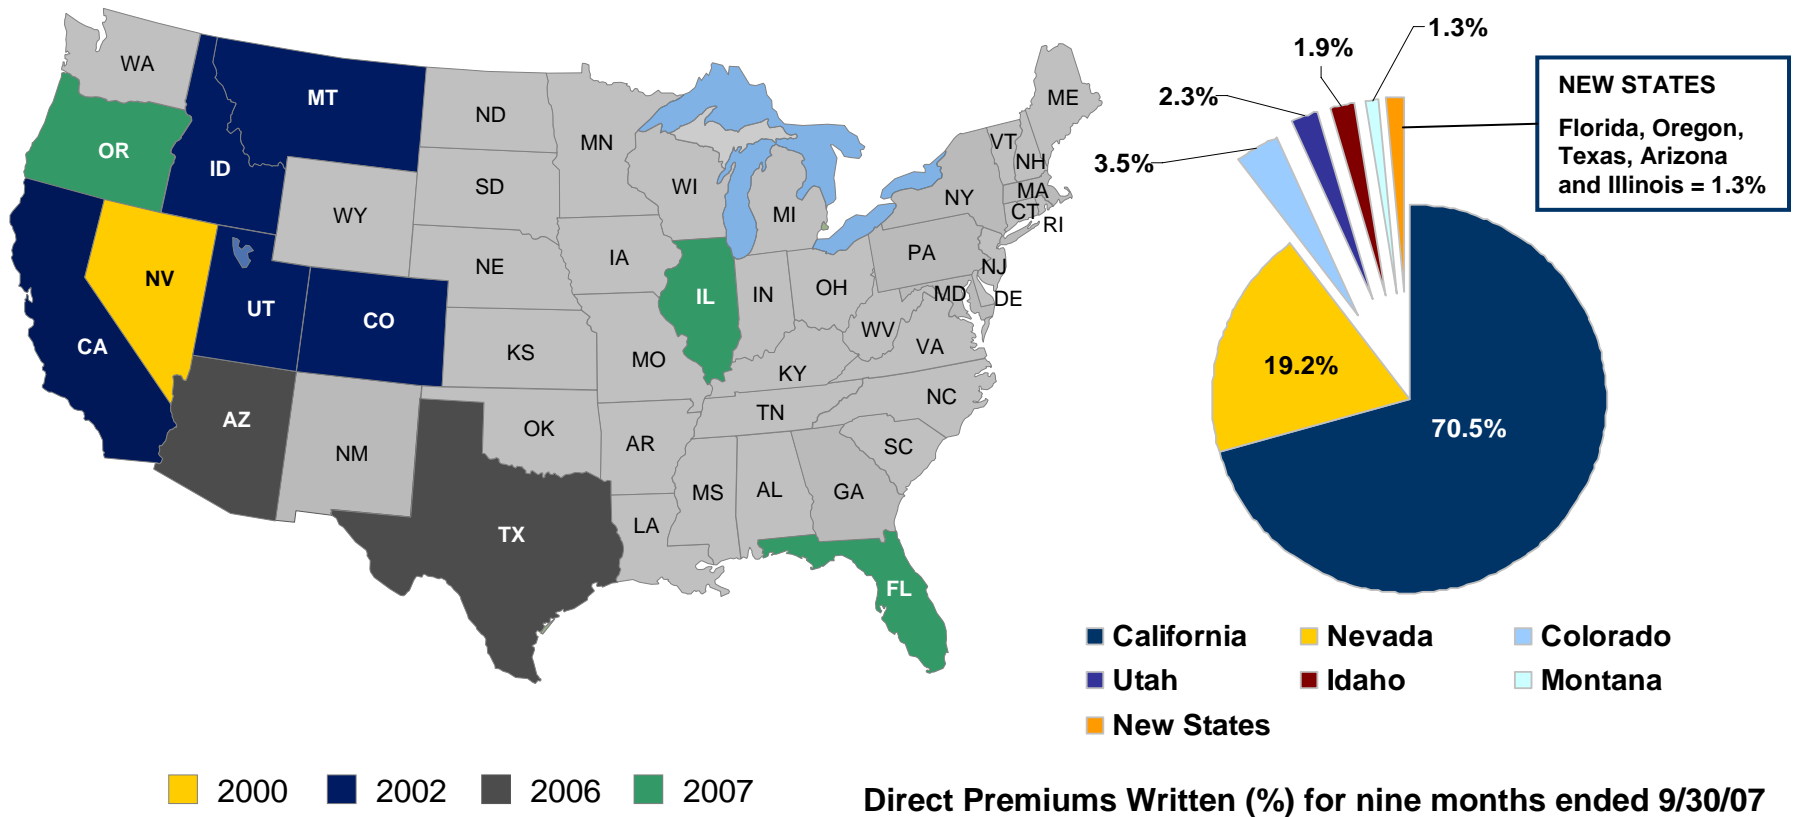 WA
MT
ND
MN
ME
OR
ID
SD
WI
MI
VT
NH
NY
MA
CT
RI
WY
NV
UT
CO
NE
IA
IL
IN
OH
PA
NJ
MD
DE
WV
VA
CA
KS
MO
KY
NC
TN
AZ
NM
OK
AR
SC
MS
AL
GA
LA
TX
FL
2000
2002
2006
2007
1.3%
1.9%
2.3%
3.5%
19.2%
70.5%
NEW STATES
Florida, Oregon,
Texas, Arizona
and Illinois = 1.3%
California Nevada Colorado
Utah Idaho Montana
New States
Direct Premiums Written (%) for nine months ended 9/30/07